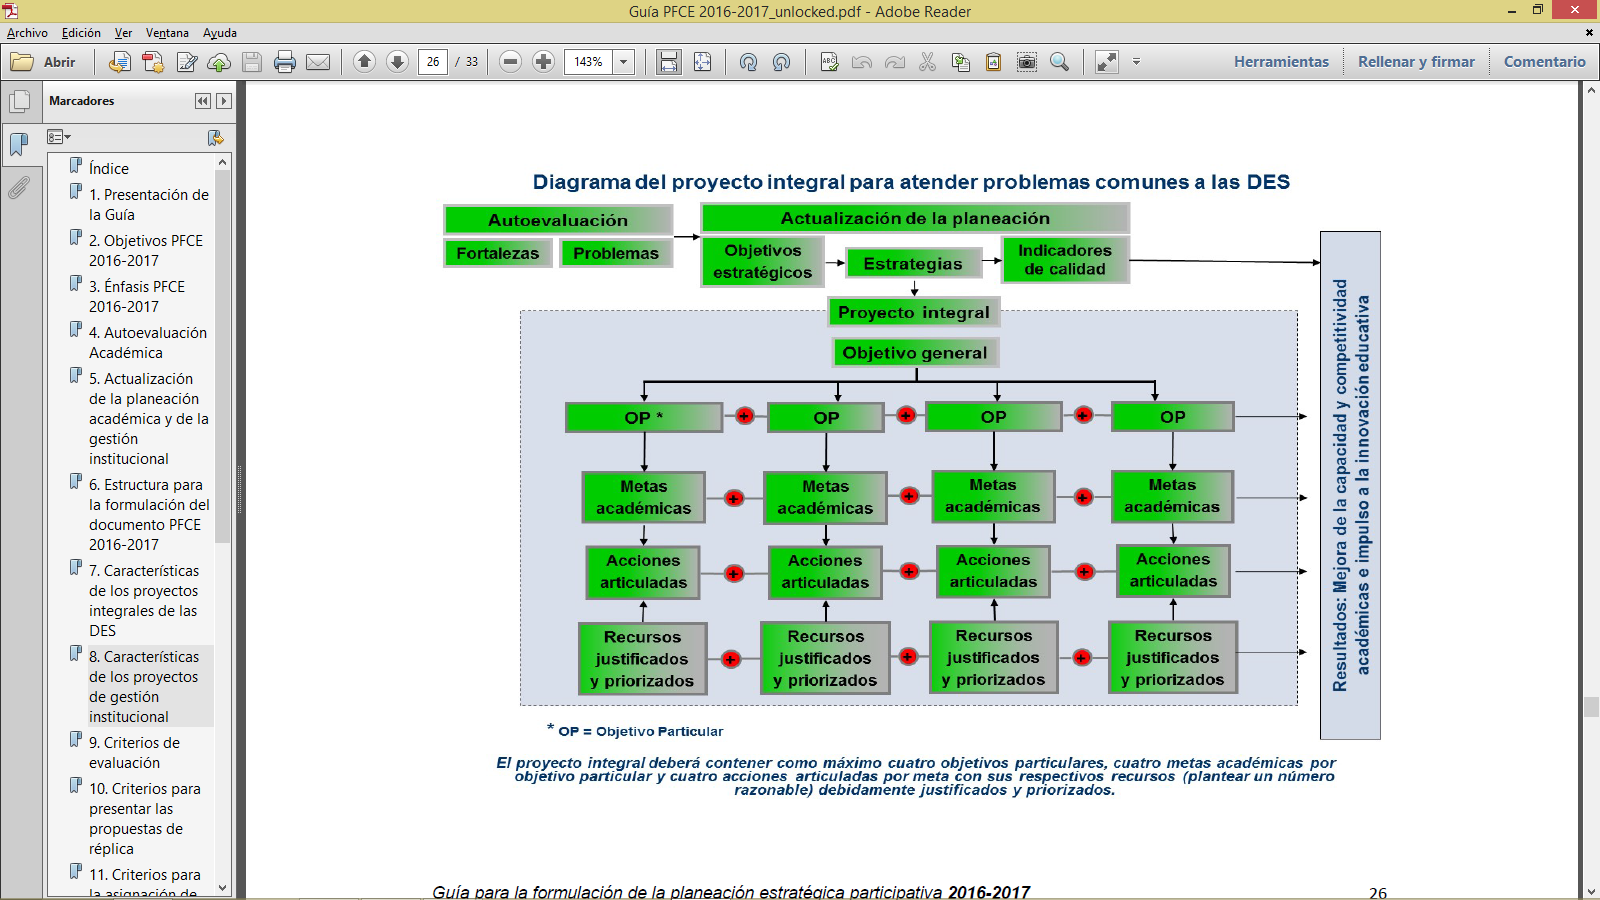 Guía PFCE 2016-2017_unlocked.pdf - Adobe Reader
Archivo Edición Ver Ventana Ayuda
Abrir 26 / 33 143% Herramientas Rellenar y firmar Comentario
Marcadores
Índice
1. Presentación de
la Guía
2. Objetivos PFCE
2016-2017
3. Énfasis PFCE
2016-2017
4. Autoevaluación
Académica
5. Actualización
de la planeación
académica y de la
gestión
institucional
6. Estructura para
la formulación del
documento PFCE
2016-2017
7. Características
de los proyectos
integrales de las
DES
8. Características
de los proyectos
de gestión
institucional
9. Criterios de
evaluación
10. Criterios para
presentar las
propuestas de
réplica
11. Criterios para
la asignación de
Diagrama del proyecto integral para atender problemas comunes a las DES
Autoevaluación
Fortalezas Problemas
Actualización de la planeación
Objetivos
estratégicos
Estrategias
Indicadores
de calidad
Proyecto integral
Objetivo general
OP * OP OP OP
Metas
académicas
Metas
académicas
Metas
académicas
Metas
académicas
Acciones
articuladas
Acciones
articuladas
Acciones
articuladas
Acciones
articuladas
Recursos
justificados
y priorizados
Recursos
justificados
y priorizados
Recursos
justificados
y priorizados
Recursos
justificados
y priorizados
Resultados: Mejora de la capacidad y competitividad
académicas e impulso a la innovación educativa
* OP = Objetivo Particular
El proyecto integral deberá contener como máximo cuatro objetivos particulares, cuatro metas académicas por
objetivo particular y cuatro acciones articuladas por meta con sus respectivos recursos (plantear un número
razonable) debidamente justificados y priorizados.
Guía para la formulación de la planeación estratégica participativa 2016-2017 26